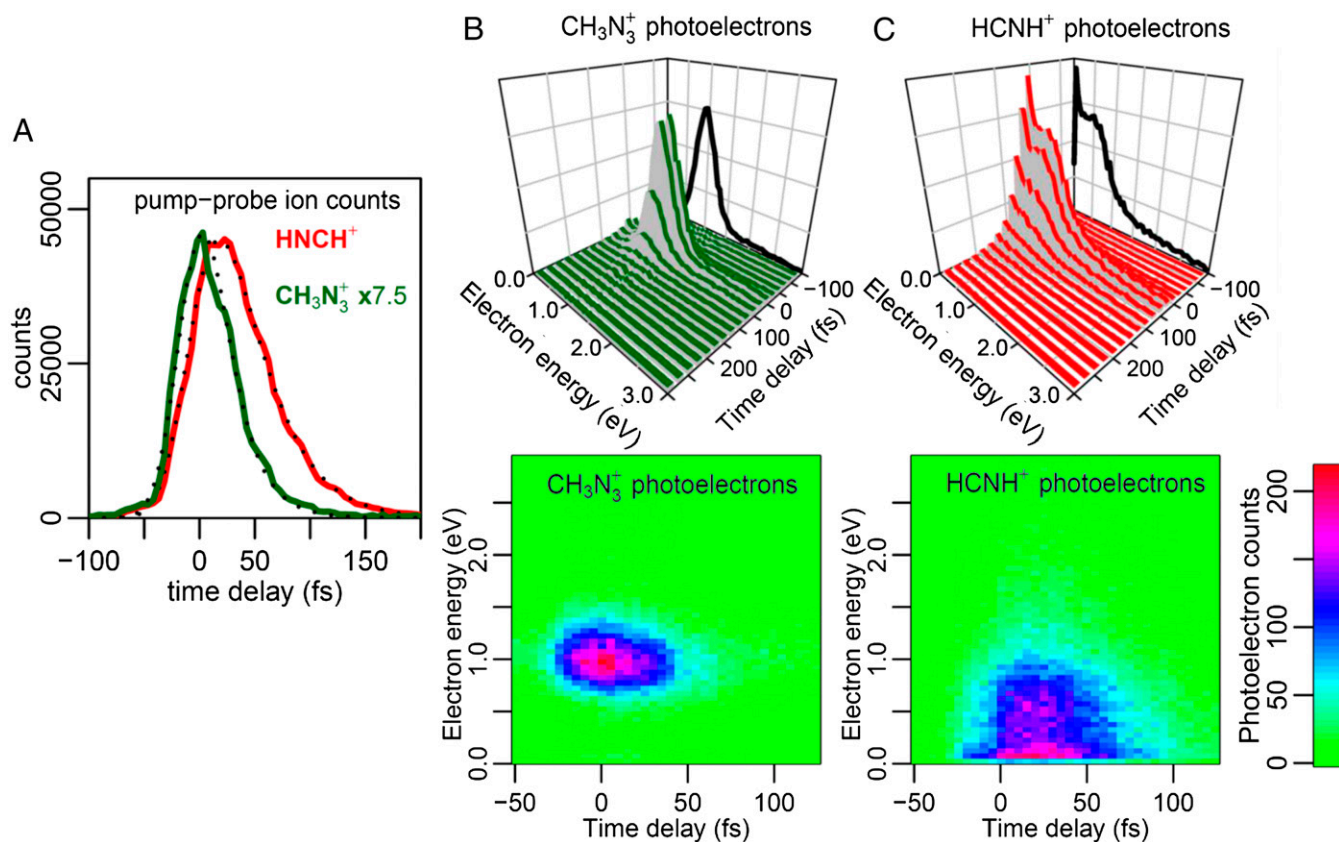 A
pump-probe ion counts
HNCH+
CH3N3+ x7.5
counts
0
25000
50000
-100
0
50
150
time delay (fs)
B
CH3N3+ photoelectrons
0.0
1.0
2.0
3.0
Electron energy (eV)
-100
0
100
200
Time delay (fs)
C
HCNH+ photoelectrons
0.0
1.0
2.0
3.0
Electron energy (eV)
-100
0
100
200
Time delay (fs)
CH3N3+ photoelectrons
Electron energy (eV)
0.0
1.0
2.0
-50
0
50
100
Time delay (fs)
HCNH+ photoelectrons
Electron energy (eV)
0.0
1.0
2.0
-50
0
50
100
Time delay (fs)
Photoelectron counts
0
50
100
200